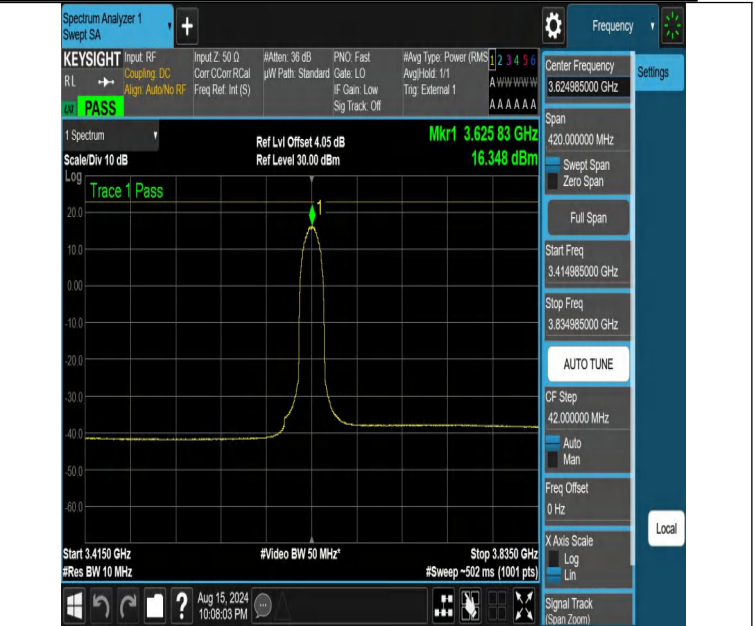 Spectrum Analyzer 1
Swept SA
+
Frequency
KEYSIGHT
RL
PASS
Input: RF
Coupling: DC
Align: Auto/No RF
Input Z: 50 Ω
Corr CCorr RCal
Freq Ref: Int (S)
#Atten: 36 dB
µW Path: Standard
PNO: Fast
Gate: LO
IF Gain: Low
Sig Track: Off
#Avg Type: Power (RMS
Avg|Hold: 1/1
Trig: External 1
1 2 3 4 5 6
A W W W W W
A A A A A A
1 Spectrum
Scale/Div 10 dB
Ref Lvl Offset 4.05 dB
Ref Level 30.00 dBm
Mkr1 3.625 83 GHz
16.348 dBm
Log
Trace 1 Pass
1
20.0
10.0
0.00
-10.0
-20.0
-30.0
-40.0
-50.0
-60.0
Start 3.4150 GHz
#Res BW 10 MHz
#Video BW 50 MHz*
Stop 3.8350 GHz
#Sweep ~502 ms (1001 pts)
?
Aug 15, 2024
10:08:03 PM
Center Frequency
3.624985000 GHz
Settings
Span
420.000000 MHz
Swept Span
Zero Span
Full Span
Start Freq
3.414985000 GHz
Stop Freq
3.834985000 GHz
AUTO TUNE
CF Step
42.000000 MHz
Auto
Man
Freq Offset
0 Hz
Local
X Axis Scale
Log
Lin
Signal Track
(Span Zoom)